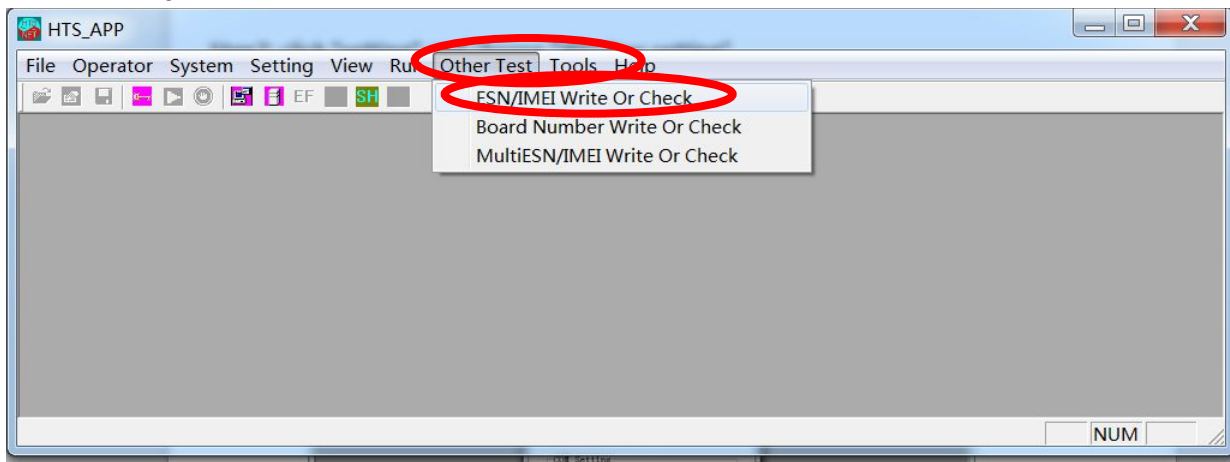 HTS_APP
File Operator System Setting View Run Other Test Tools Help
EF SH
ESN/IMEI Write Or Check
Board Number Write Or Check
MultiESN/IMEI Write Or Check
NUM